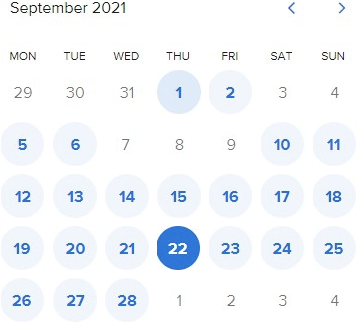 September 2021
MON TUE WED THU FRI SAT SUN
29 30 31 1 2 3 4
5 6 7 8 9 10 11
12 13 14 15 16 17 18
19 20 21 22 23 24 25
26 27 28 1 2 3 4